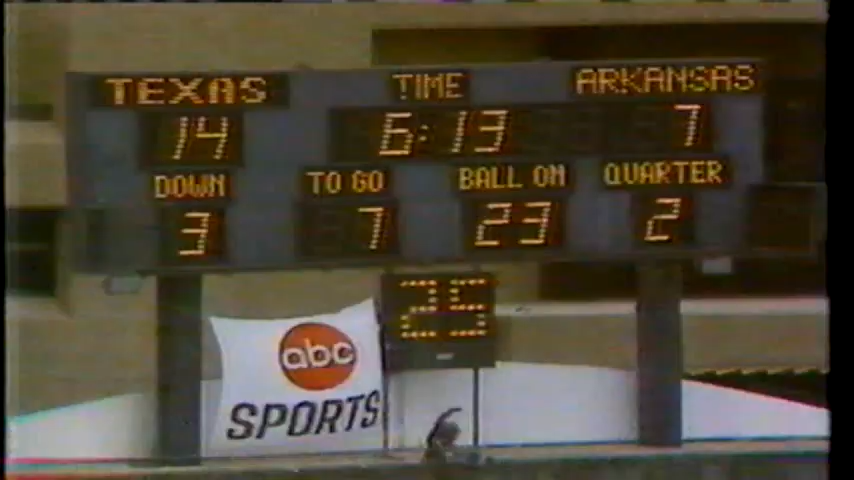 TEXAS TIME ARKANSAS
14 6:13 7
DOWN TO GO BALL ON QUARTER
3 7 23 2
25
abc
SPORTS